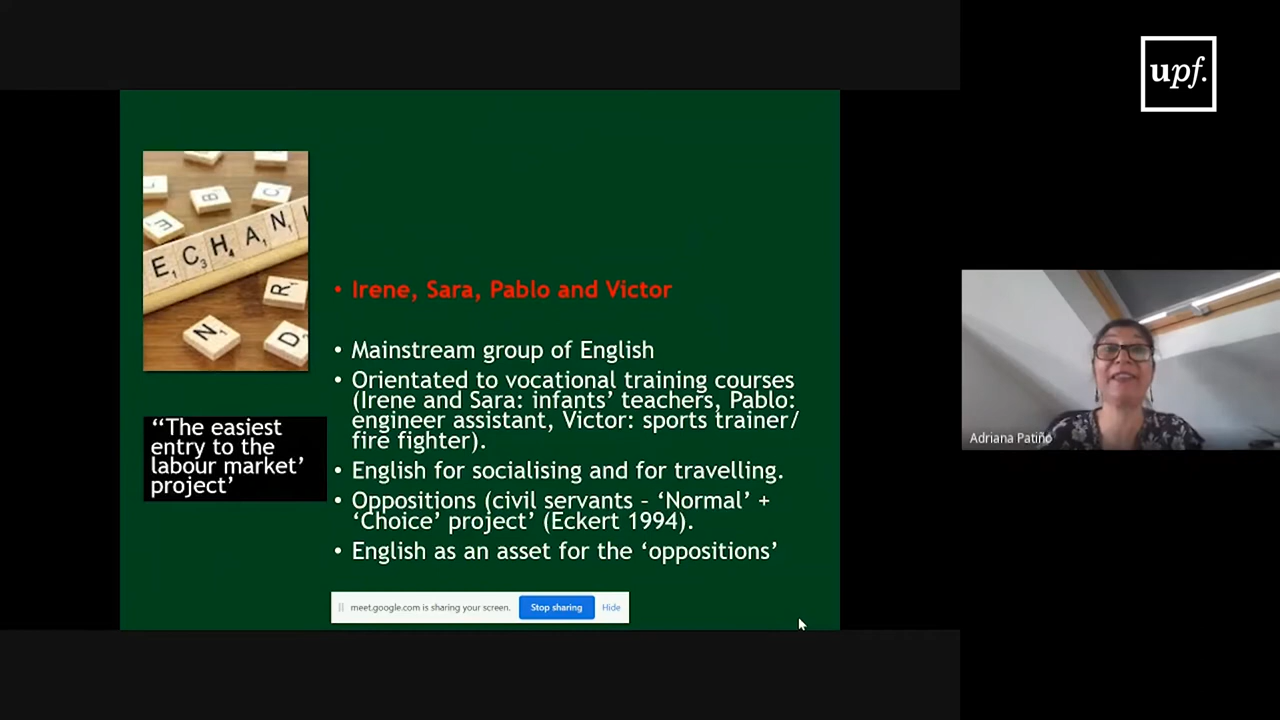 upf.
L
B
C
E
1
3
E1C3H4A1N1I
R
N
D
• Irene, Sara, Pablo and Victor
• Mainstream group of English
• Orientated to vocational training courses
(Irene and Sara: infants’ teachers, Pablo:
engineer assistant, Victor: sports trainer/
fire fighter).
“The easiest
entry to the
labour market’
project’
• English for socialising and for travelling.
• Oppositions (civil servants – ‘Normal’ +
‘Choice’ project’ (Eckert 1994).
• English as an asset for the ‘oppositions’
meet.google.com is sharing your screen. Stop sharing Hide
Adriana Patiño